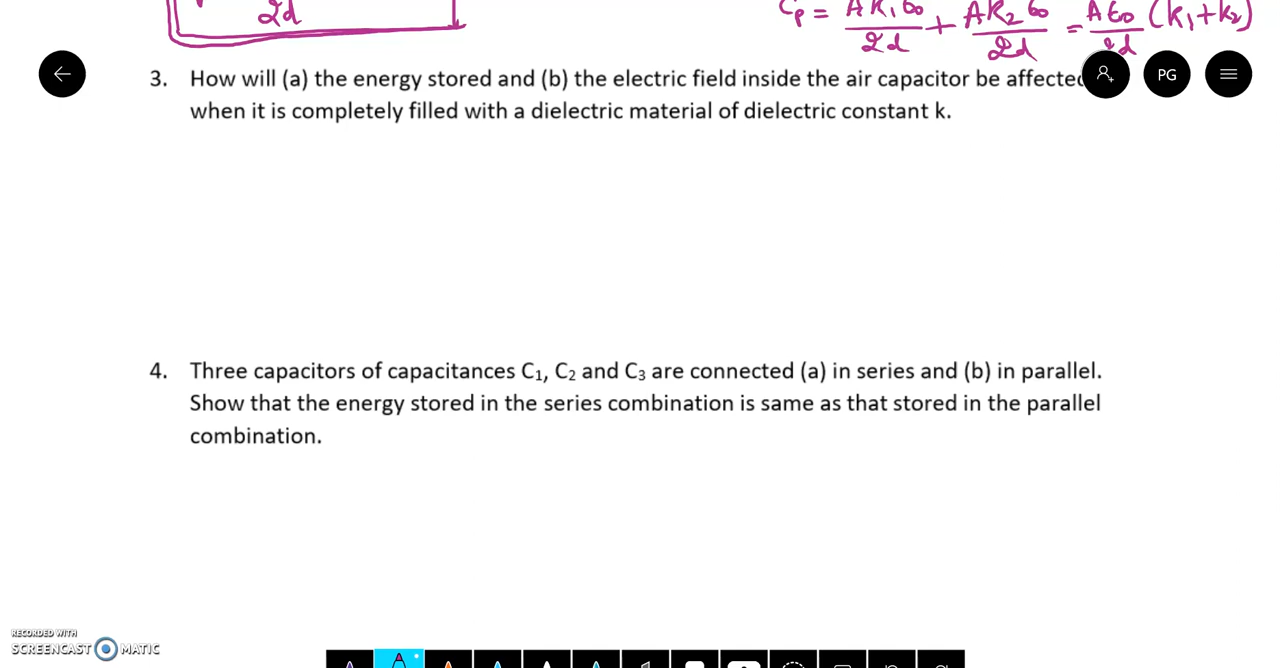 2d
Cp = AK1ϵ0/2d + AK2ϵ0/2d = Aϵ0/2d (K1+K2)
3. How will (a) the energy stored and (b) the electric field inside the air capacitor be affected
PG
when it is completely filled with a dielectric material of dielectric constant k.
4. Three capacitors of capacitances C1, C2 and C3 are connected (a) in series and (b) in parallel.
Show that the energy stored in the series combination is same as that stored in the parallel
combination.
RECORDED WITH
SCREENCAST MATIC